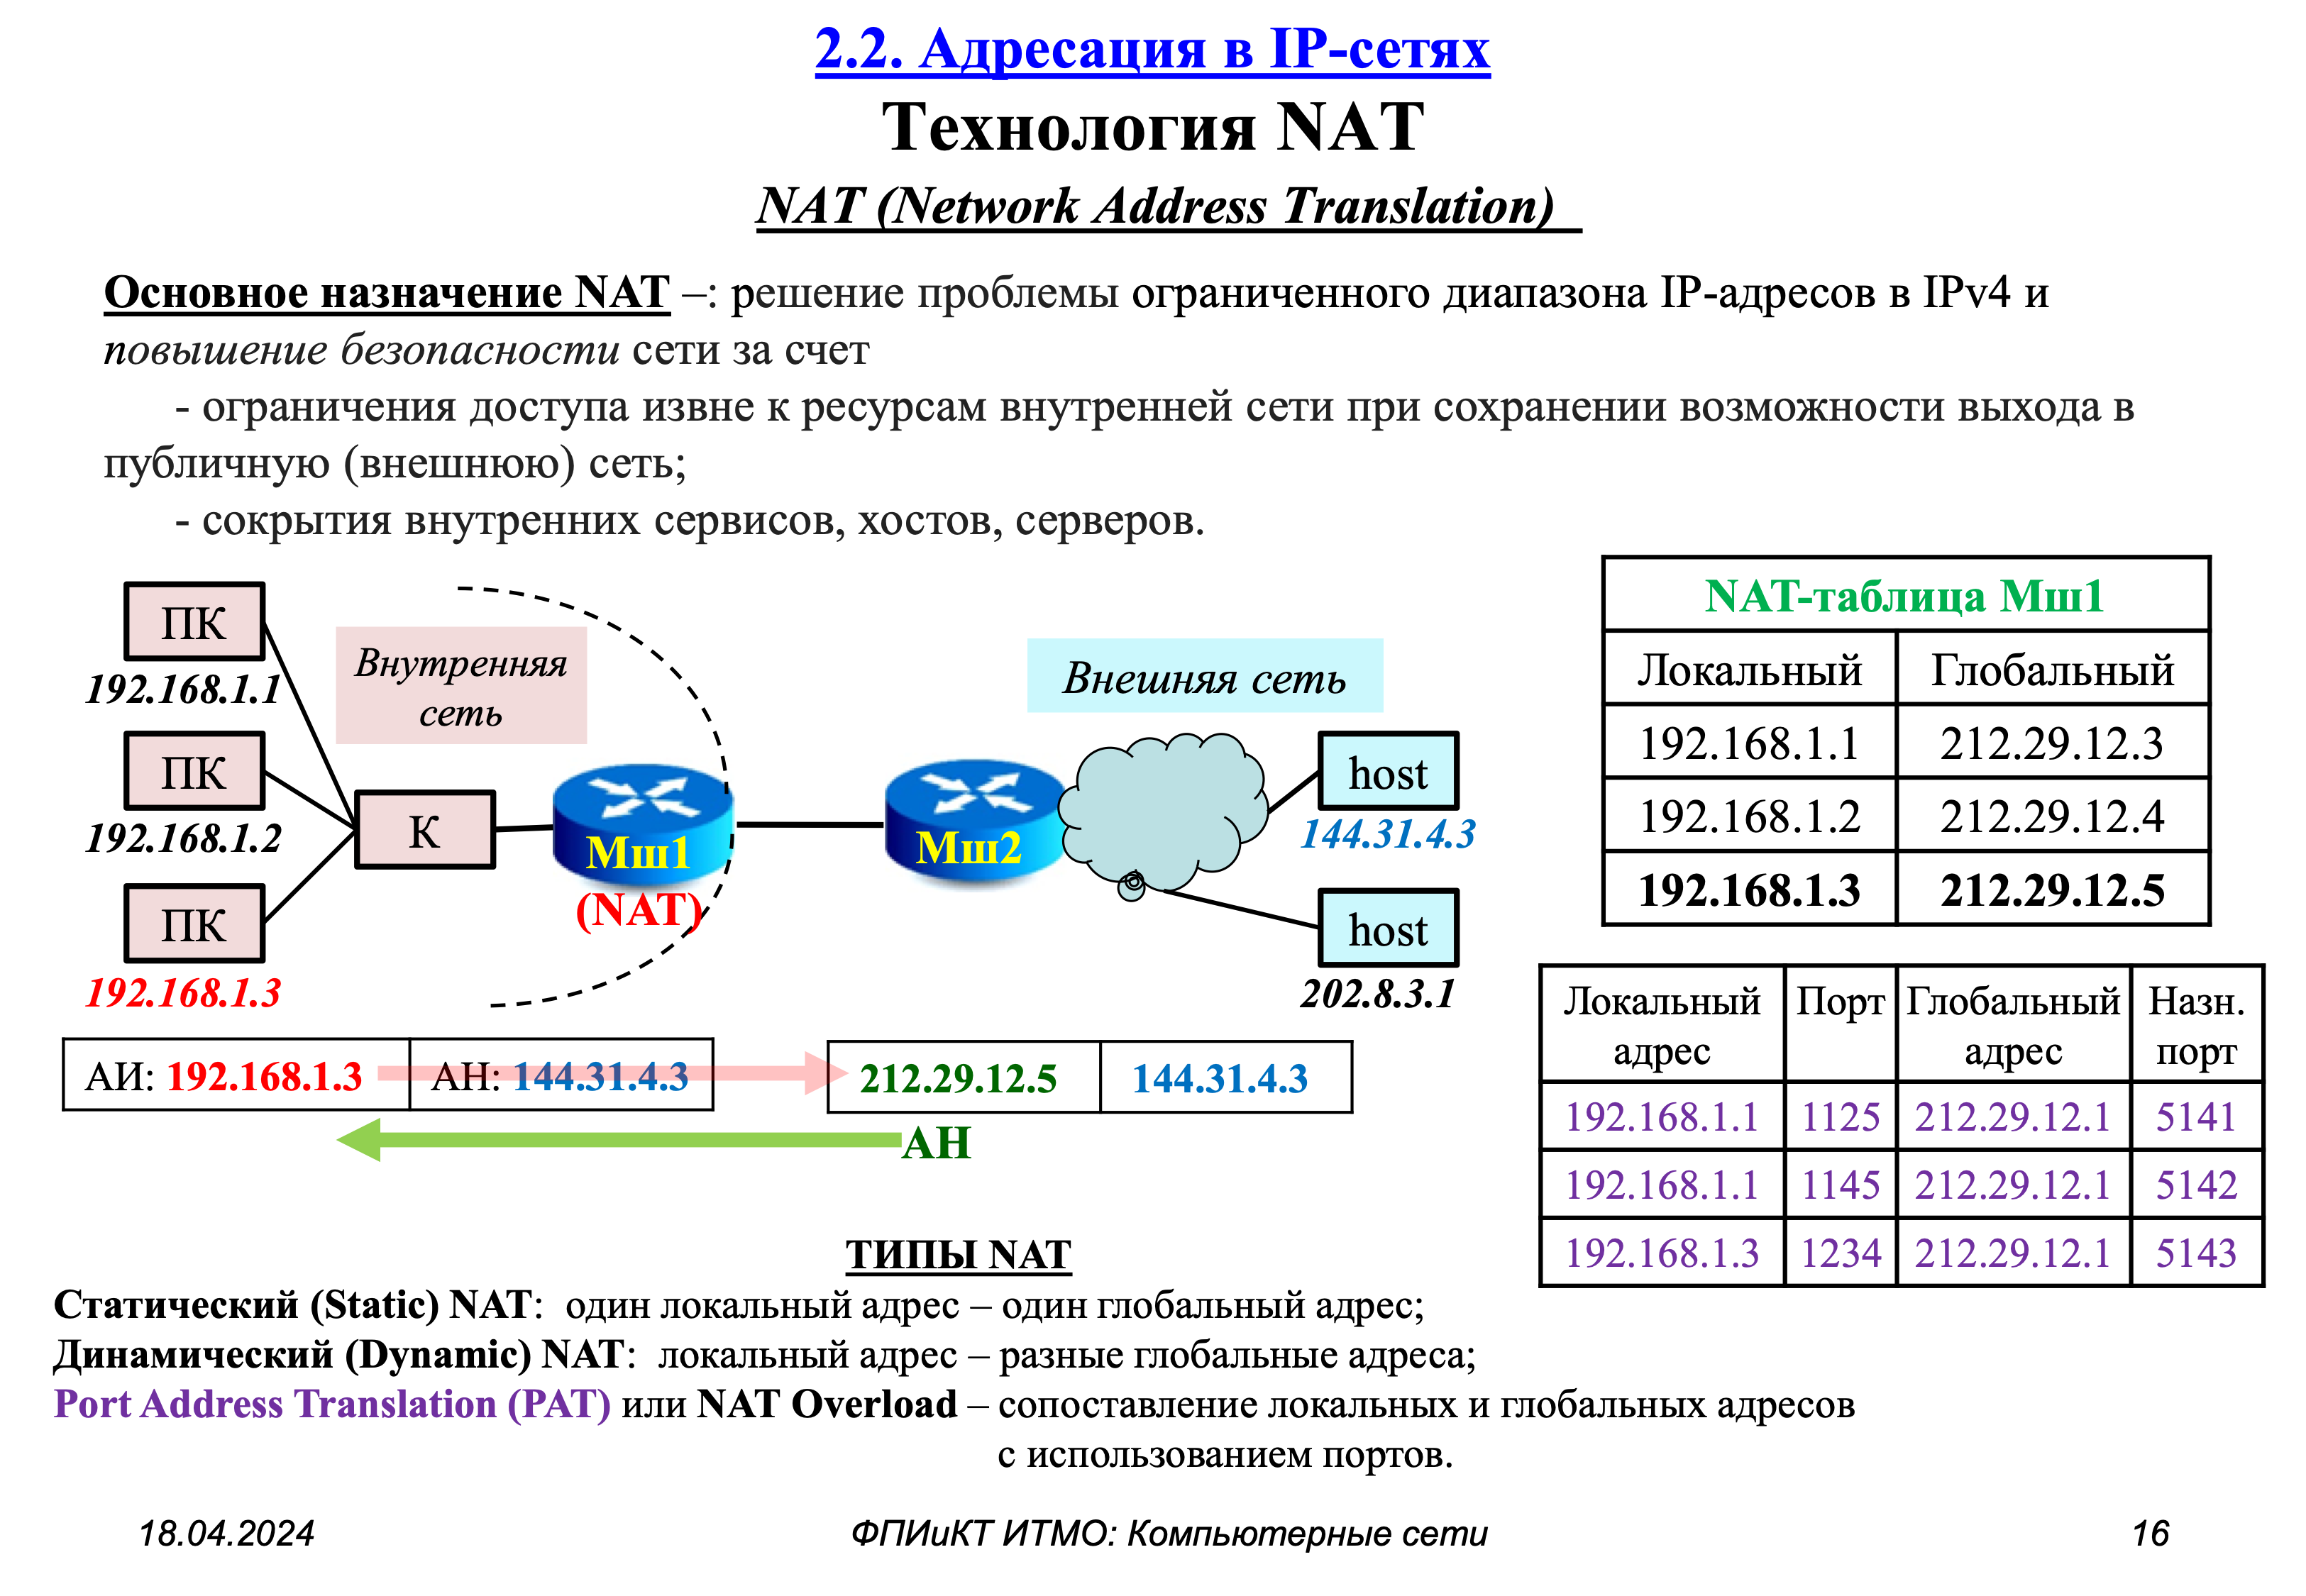 2.2. Адресация в IP-сетях
Технология NAT
NAT (Network Address Translation)
Основное назначение NAT –: решение проблемы ограниченного диапазона IP-адресов в IPv4 и
повышение безопасности сети за счет
- ограничения доступа извне к ресурсам внутренней сети при сохранении возможности выхода в
публичную (внешнюю) сеть;
- сокрытия внутренних сервисов, хостов, серверов.
ПК
192.168.1.1
ПК
192.168.1.2
ПК
192.168.1.3
Внутренняя
сеть
К
Мш1
(NAT)
Мш2
Внешняя сеть
host
144.31.4.3
host
202.8.3.1
NAT-таблица Мш1
Локальный Глобальный
192.168.1.1 212.29.12.3
192.168.1.2 212.29.12.4
192.168.1.3 212.29.12.5
АИ: 192.168.1.3 АН: 144.31.4.3
212.29.12.5 144.31.4.3
АН
Локальный Порт Глобальный Назн.
адрес адрес порт
192.168.1.1 1125 212.29.12.1 5141
192.168.1.1 1145 212.29.12.1 5142
192.168.1.3 1234 212.29.12.1 5143
ТИПЫ NAT
Статический (Static) NAT: один локальный адрес – один глобальный адрес;
Динамический (Dynamic) NAT: локальный адрес – разные глобальные адреса;
Port Address Translation (PAT) или NAT Overload – сопоставление локальных и глобальных адресов
с использованием портов.
18.04.2024 ФПИиКТ ИТМО: Компьютерные сети 16